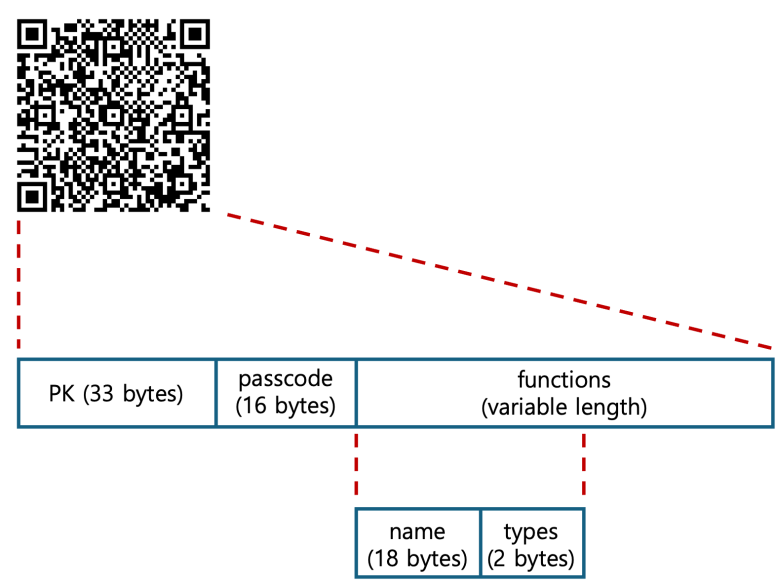 PK (33 bytes)
passcode
(16 bytes)
functions
(variable length)
name
(18 bytes)
types
(2 bytes)